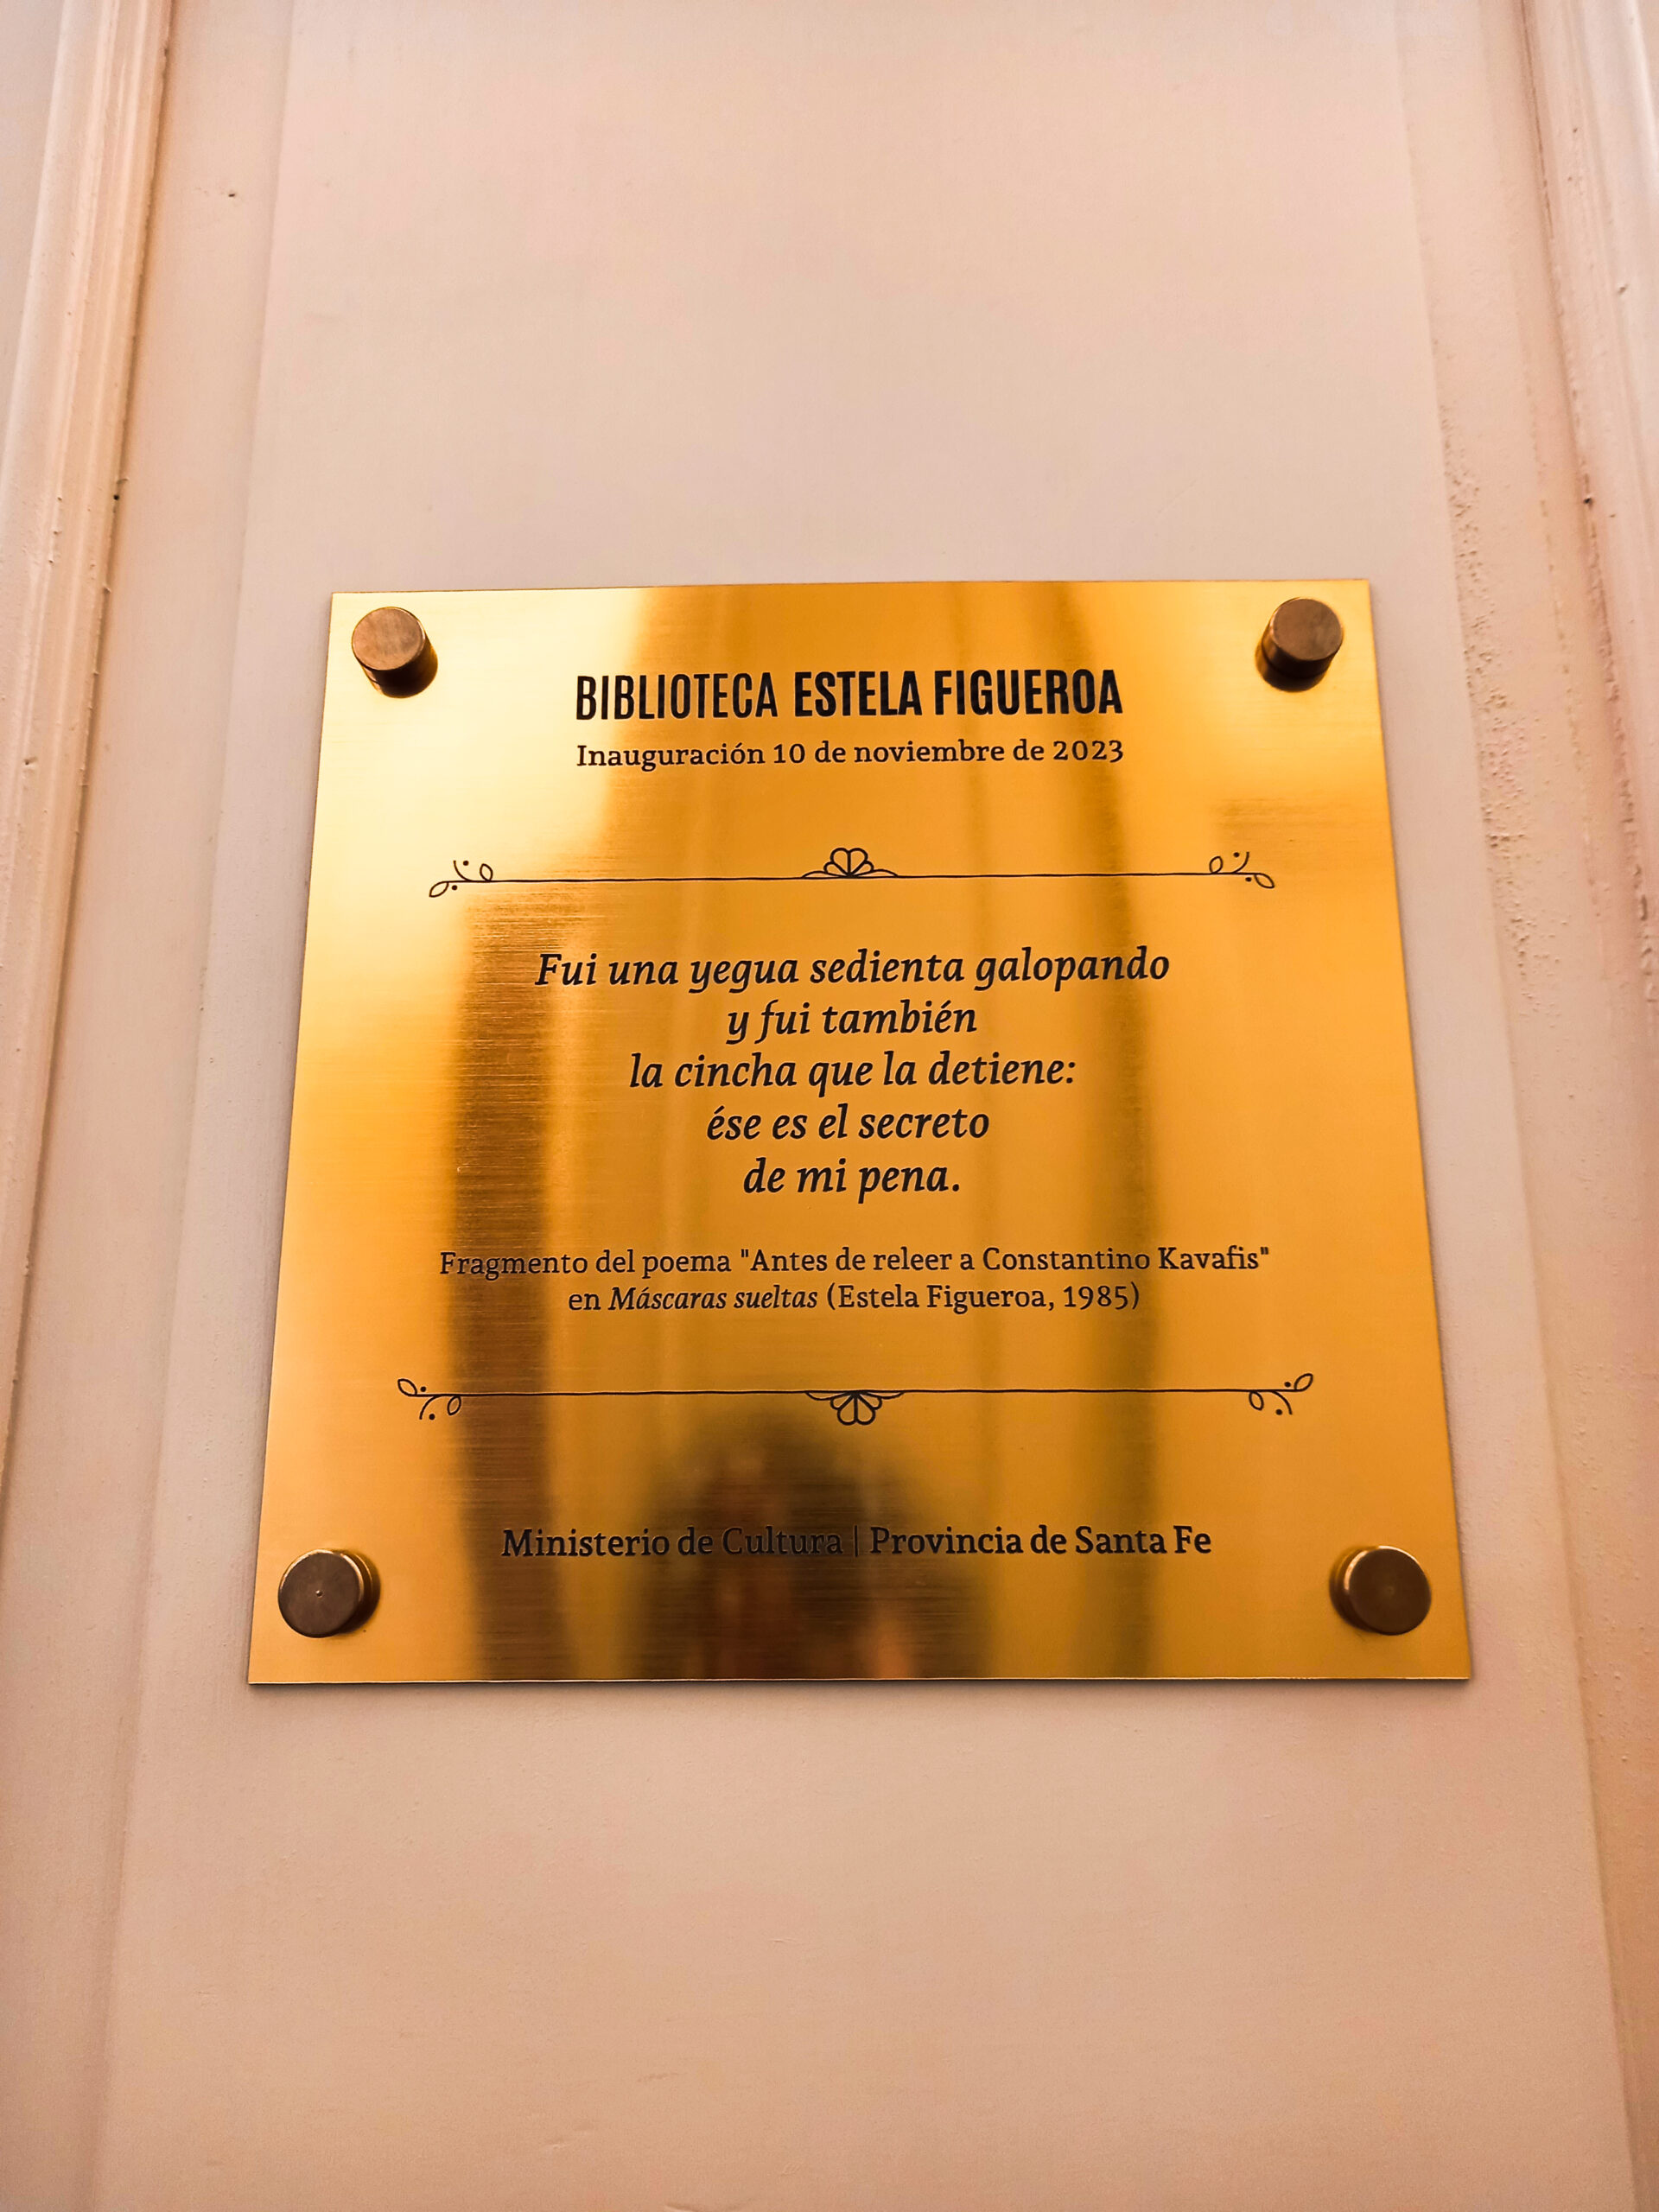 BIBLIOTECA ESTELA FIGUEROA
Inauguración 10 de noviembre de 2023
Fui una yegua sedienta galopando
y fui también
la cincha que la detiene:
ése es el secreto
de mi pena.
Fragmento del poema "Antes de releer a Constantino Kavafis"
en Máscaras sueltas (Estela Figueroa, 1985)
Ministerio de Cultura | Provincia de Santa Fe